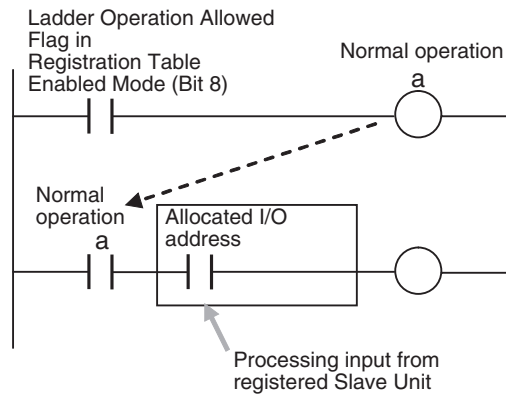 Ladder Operation Allowed
Flag in
Registration Table
Enabled Mode (Bit 8)
Normal operation
a
Normal
operation
a
Allocated I/O
address
Processing input from
registered Slave Unit